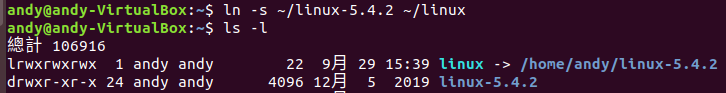 andy@andy-VirtualBox:~$ ln -s ~/linux-5.4.2 ~/linux
andy@andy-VirtualBox:~$ ls -l
總計 106916
lrwxrwxrwx  1 andy andy        22  9月 29 15:39 linux -> /home/andy/linux-5.4.2
drwxr-xr-x 24 andy andy      4096 12月  5  2019 linux-5.4.2